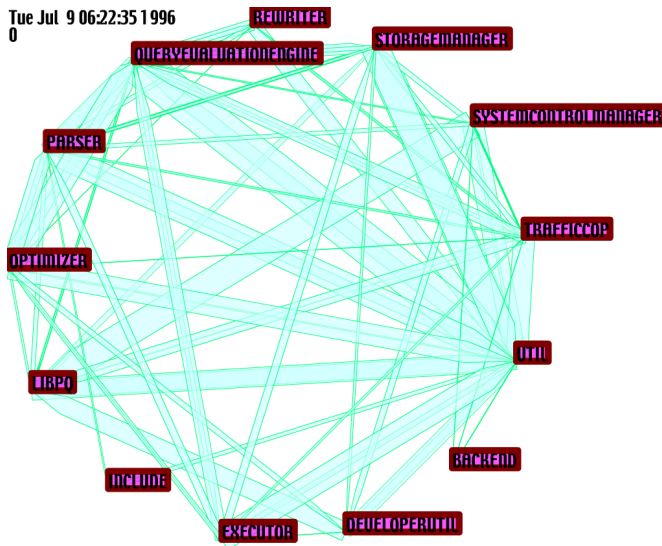 Tue Jul 9 06:22:35 1996
0
REWRITER
STORAGEMANAGER
QUERYEVALUATIONENGINE
SYSTEMCONTROLMANAGER
PARSER
TRAFFICCOP
OPTIMIZER
UTIL
LIBPQ
BACKEND
INCLUDE
DEVELOPERUTIL
EXECUTOR